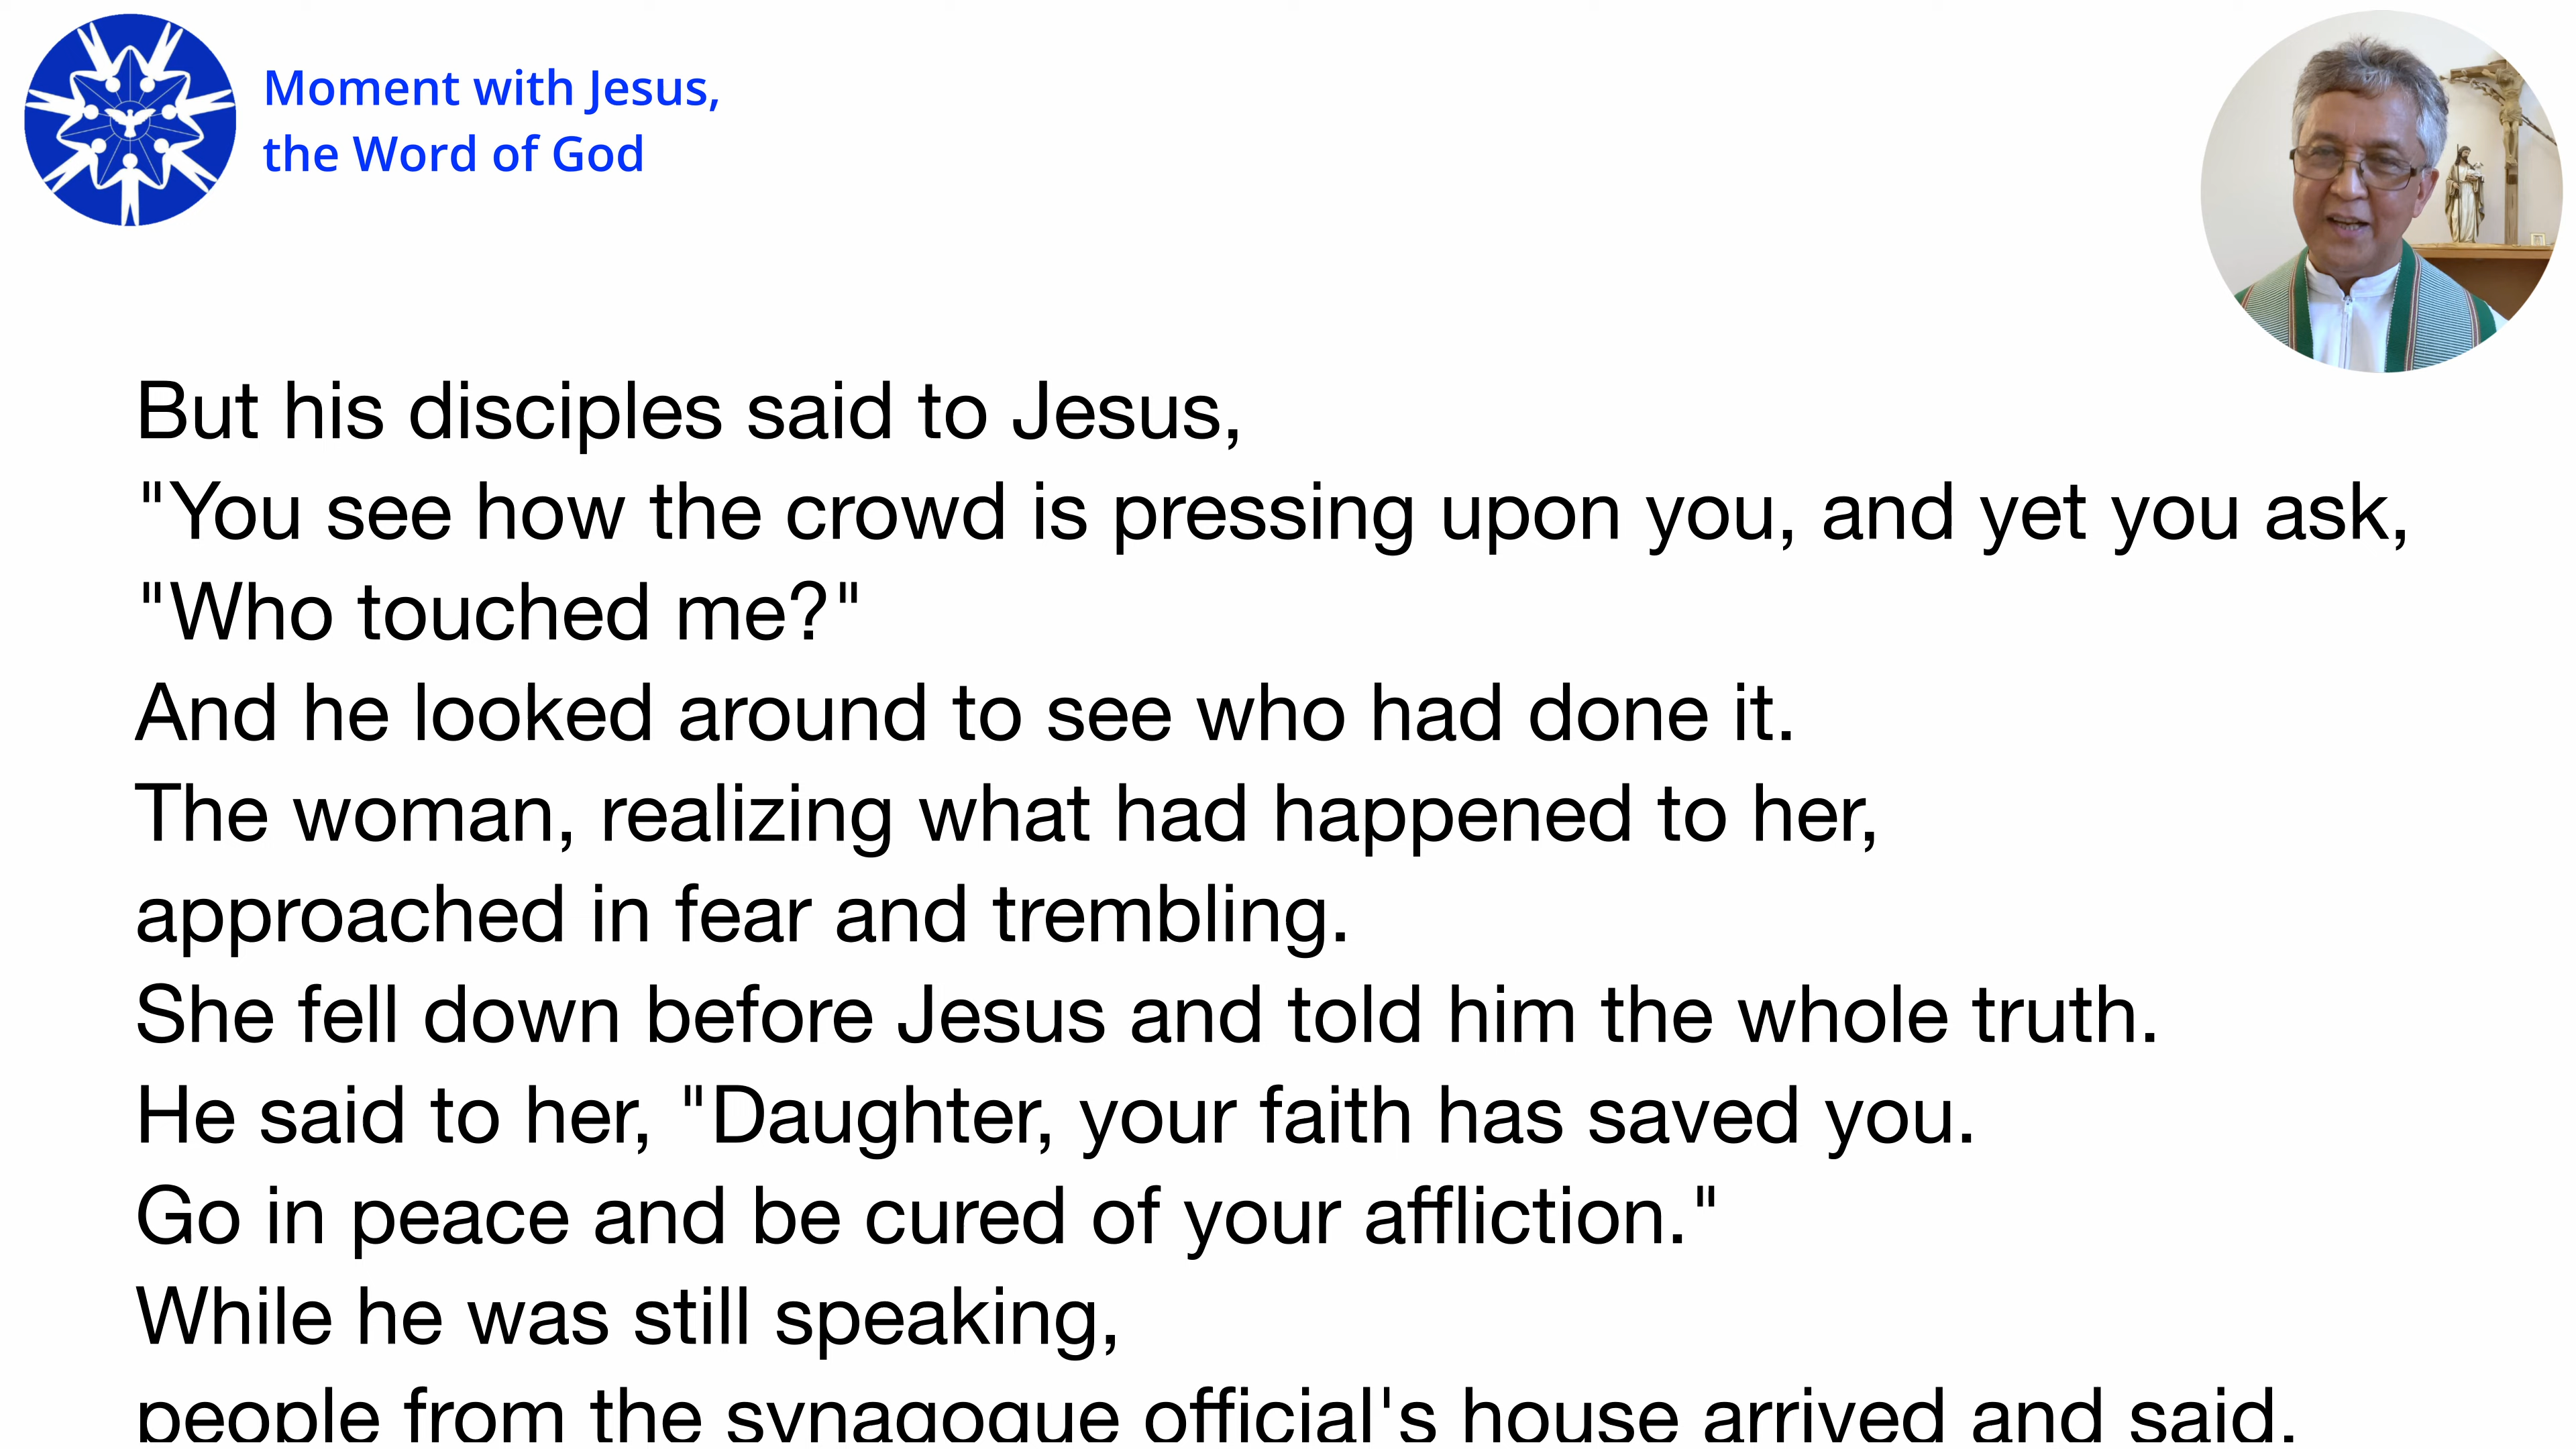 Moment with Jesus,
the Word of God
But his disciples said to Jesus,
"You see how the crowd is pressing upon you, and yet you ask,
"Who touched me?"
And he looked around to see who had done it.
The woman, realizing what had happened to her,
approached in fear and trembling.
She fell down before Jesus and told him the whole truth.
He said to her, "Daughter, your faith has saved you.
Go in peace and be cured of your affliction."
While he was still speaking,
people from the synagogue official's house arrived and said,